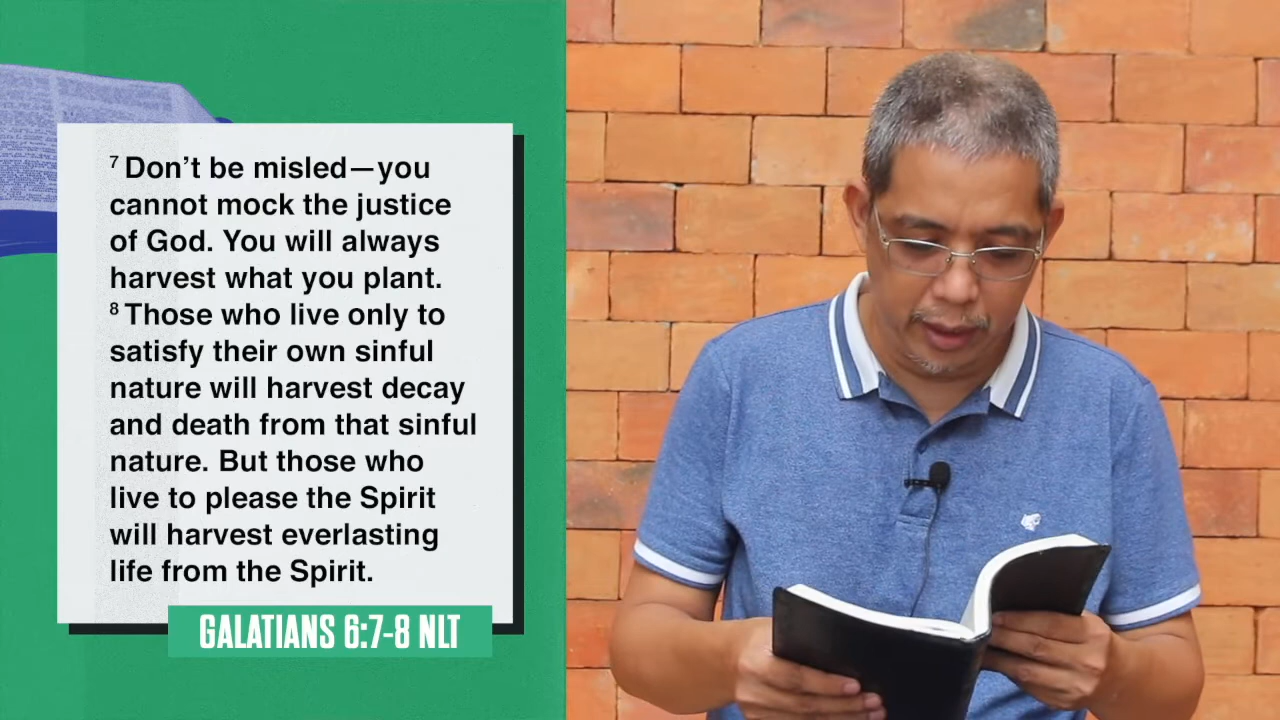 ⁷ Don’t be misled—you
cannot mock the justice
of God. You will always
harvest what you plant.
⁸ Those who live only to
satisfy their own sinful
nature will harvest decay
and death from that sinful
nature. But those who
live to please the Spirit
will harvest everlasting
life from the Spirit.
GALATIANS 6:7-8 NLT